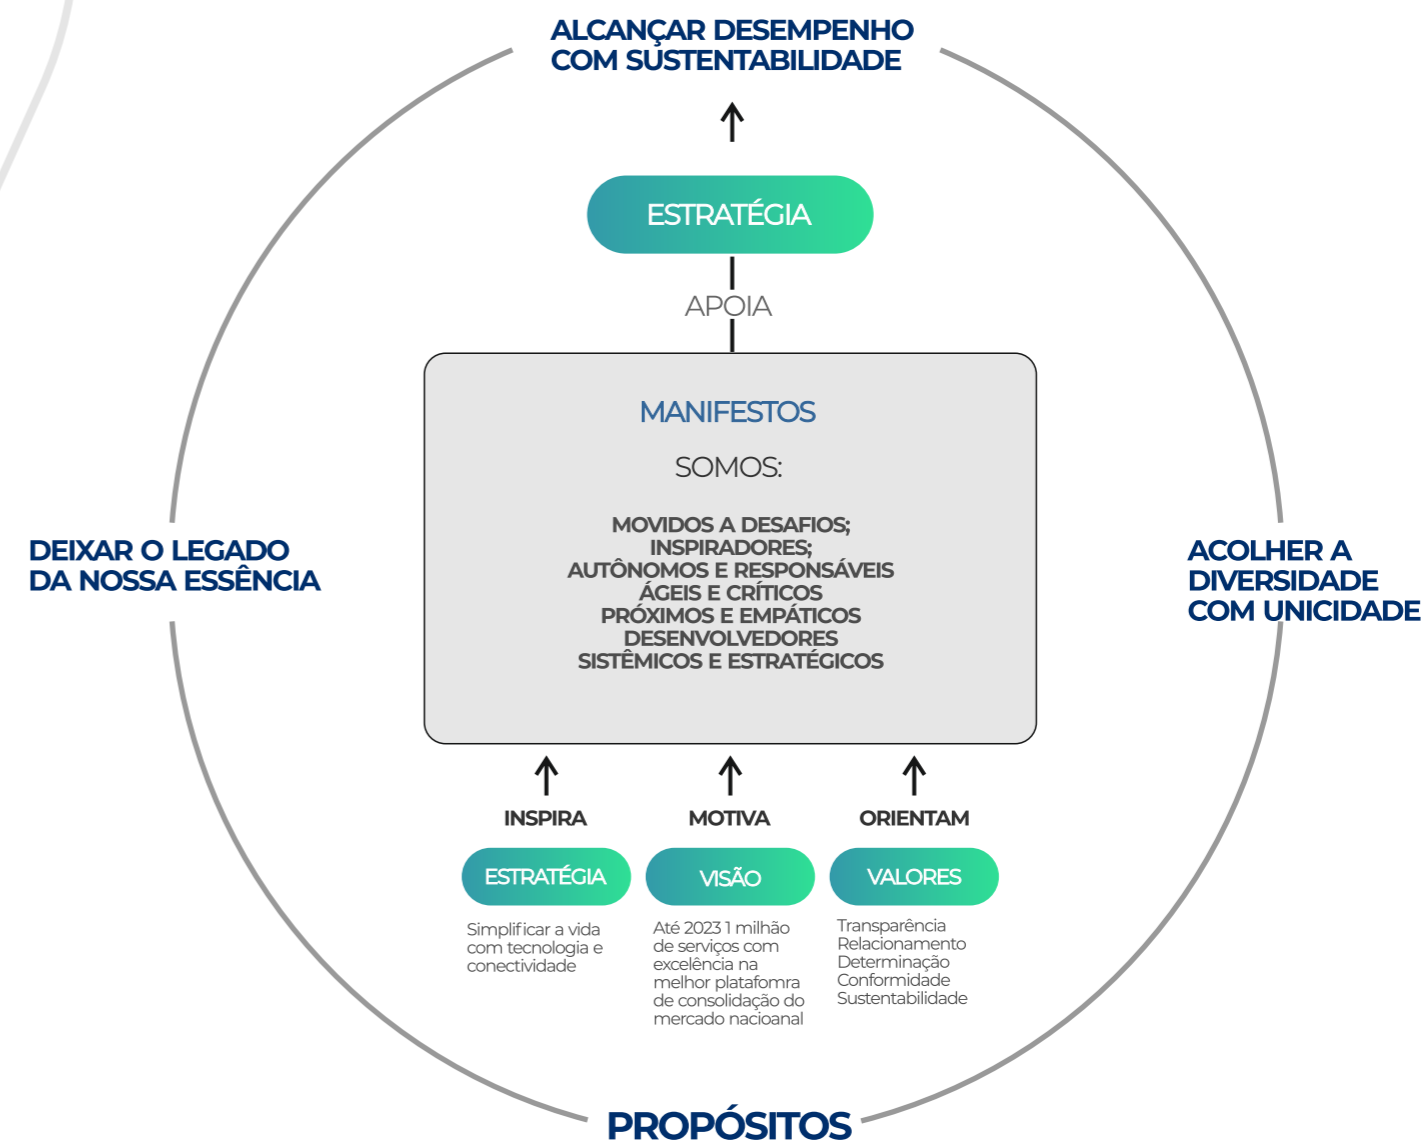 ALCANÇAR DESEMPENHO
COM SUSTENTABILIDADE
ESTRATÉGIA
APOIA
MANIFESTOS
SOMOS:
MOVIDOS A DESAFIOS;
INSPIRADORES;
AUTÔNOMOS E RESPONSÁVEIS
ÁGEIS E CRÍTICOS
PRÓXIMOS E EMPÁTICOS
DESENVOLVEDORES
SISTÊMICOS E ESTRATÉGICOS
DEIXAR O LEGADO
DA NOSSA ESSÊNCIA
ACOLHER A
DIVERSIDADE
COM UNICIDADE
INSPIRA
ESTRATÉGIA
Simplificar a vida
com tecnologia e
conectividade
MOTIVA
VISÃO
Até 2023 1 milhão
de serviços com
excelência na
melhor platafomra
de consolidação do
mercado nacioanal
ORIENTAM
VALORES
Transparência
Relacionamento
Determinação
Conformidade
Sustentabilidade
PROPÓSITOS